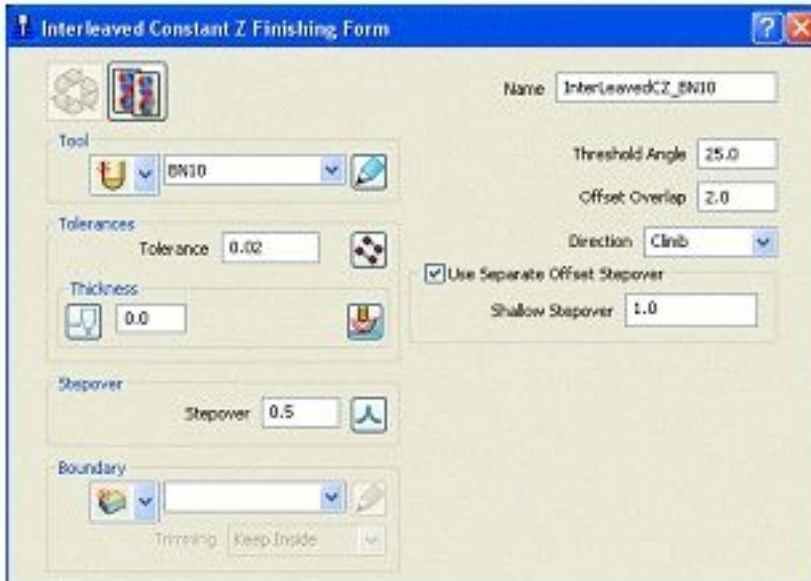 Interleaved Constant Z Finishing Form
Name InterLeavedCZ_BN10
Tool
BN10
Threshold Angle 25.0
Offset Overlap 2.0
Tolerances
Tolerance 0.02
Direction Climb
Use Separate Offset Stepover
Thickness
0.0
Shallow Stepover 1.0
Stepover
Stepover 0.5
Boundary
Trimming Keep Inside